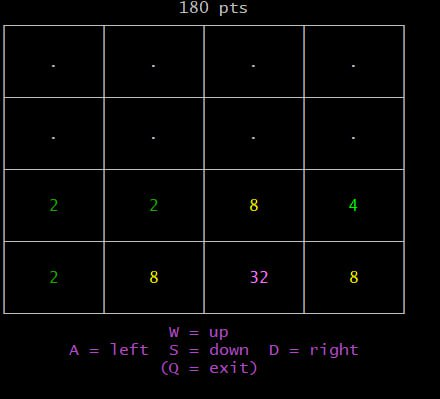 180 pts
. . . .
. . . .
2 2 8 4
2 8 32 8
W = up
A = left S = down D = right
(Q = exit)